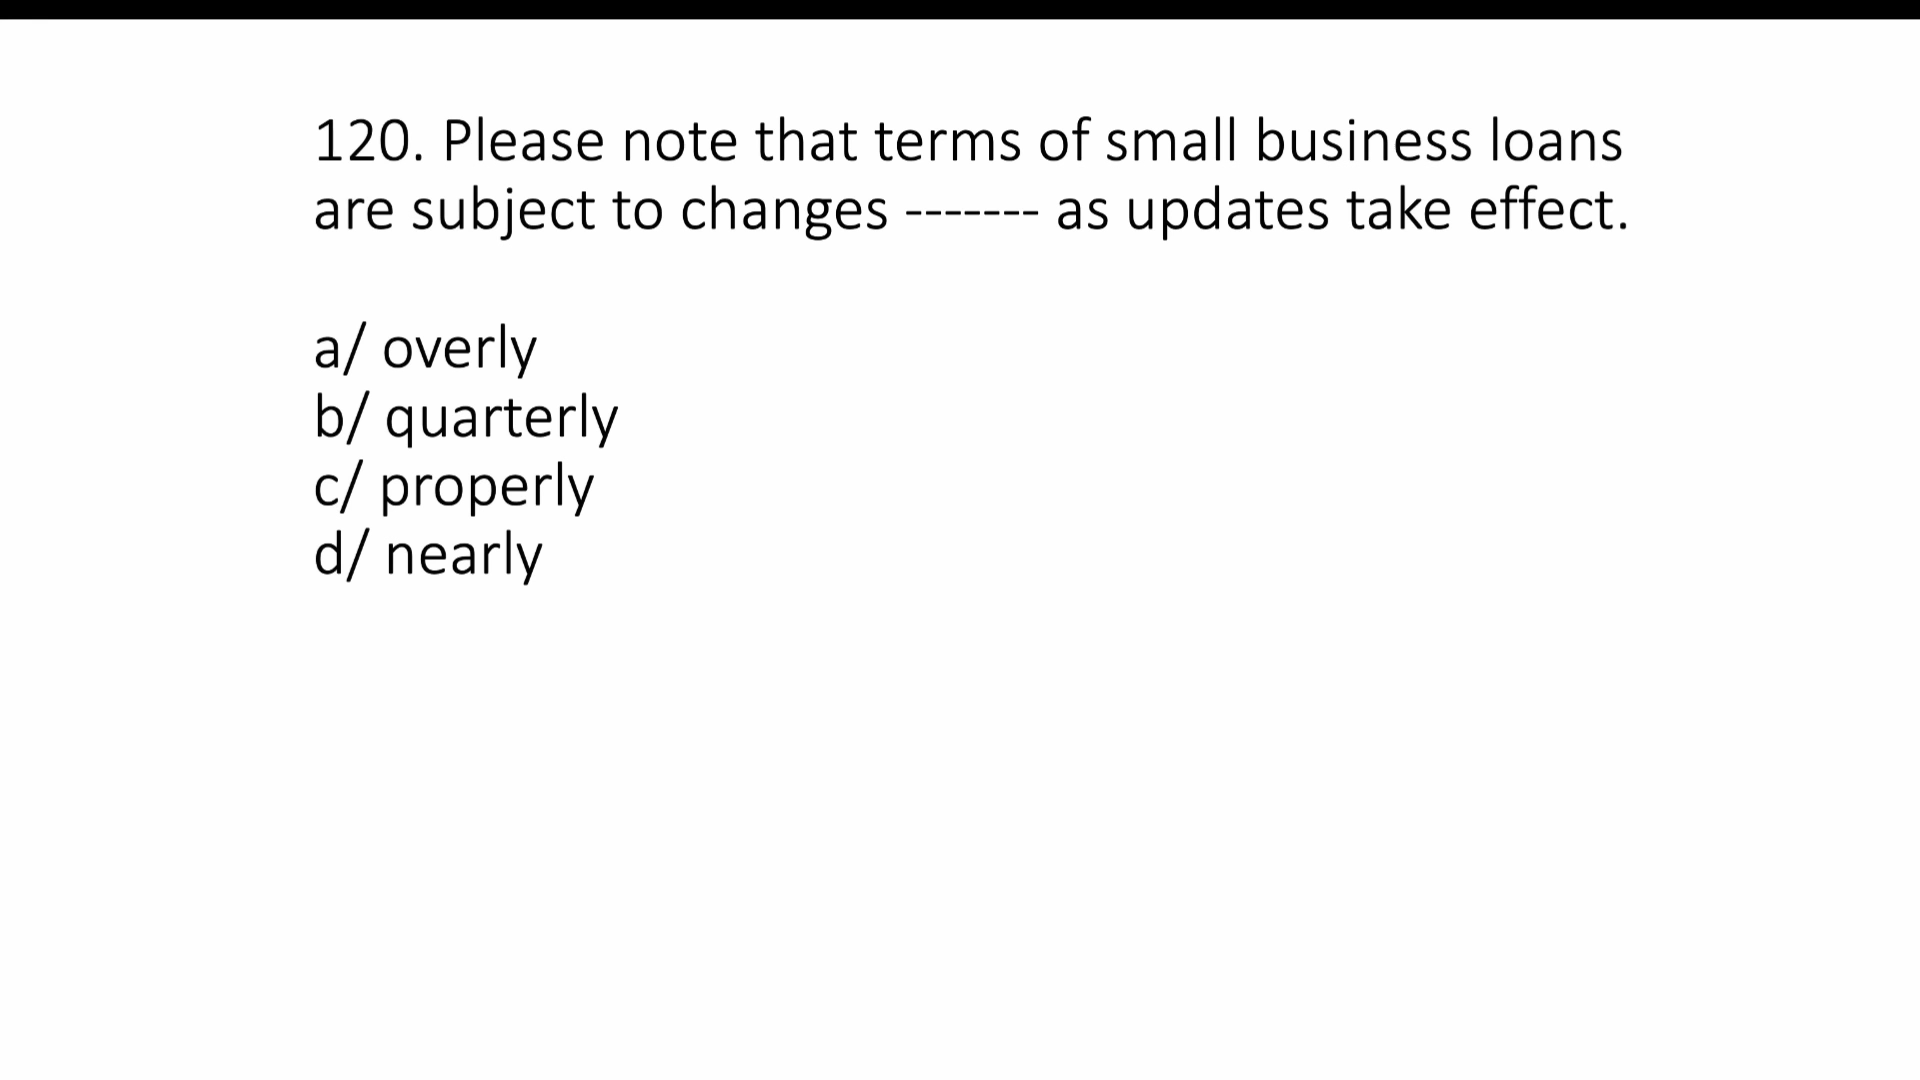 120. Please note that terms of small business loans
are subject to changes ------- as updates take effect.
a/ overly
b/ quarterly
c/ properly
d/ nearly